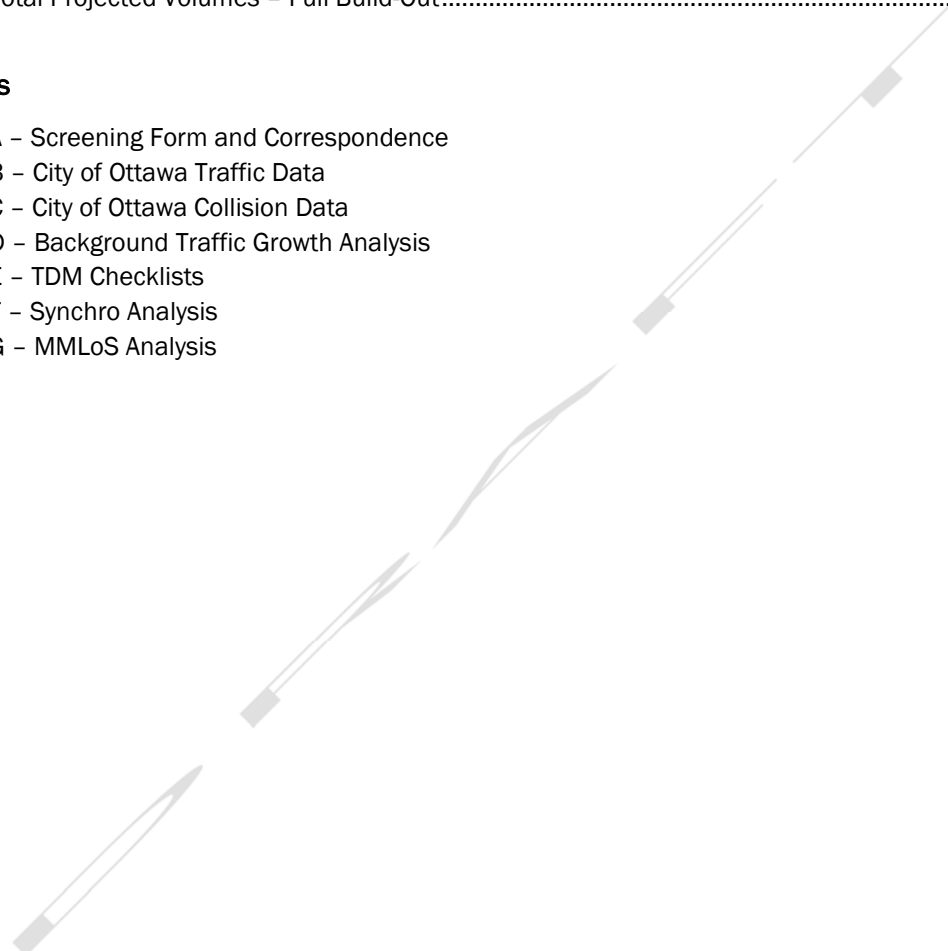 otal Projected Volumes – Full Build-Out
s
A – Screening Form and Correspondence
B – City of Ottawa Traffic Data
C – City of Ottawa Collision Data
D – Background Traffic Growth Analysis
E – TDM Checklists
F – Synchro Analysis
G – MMLoS Analysis